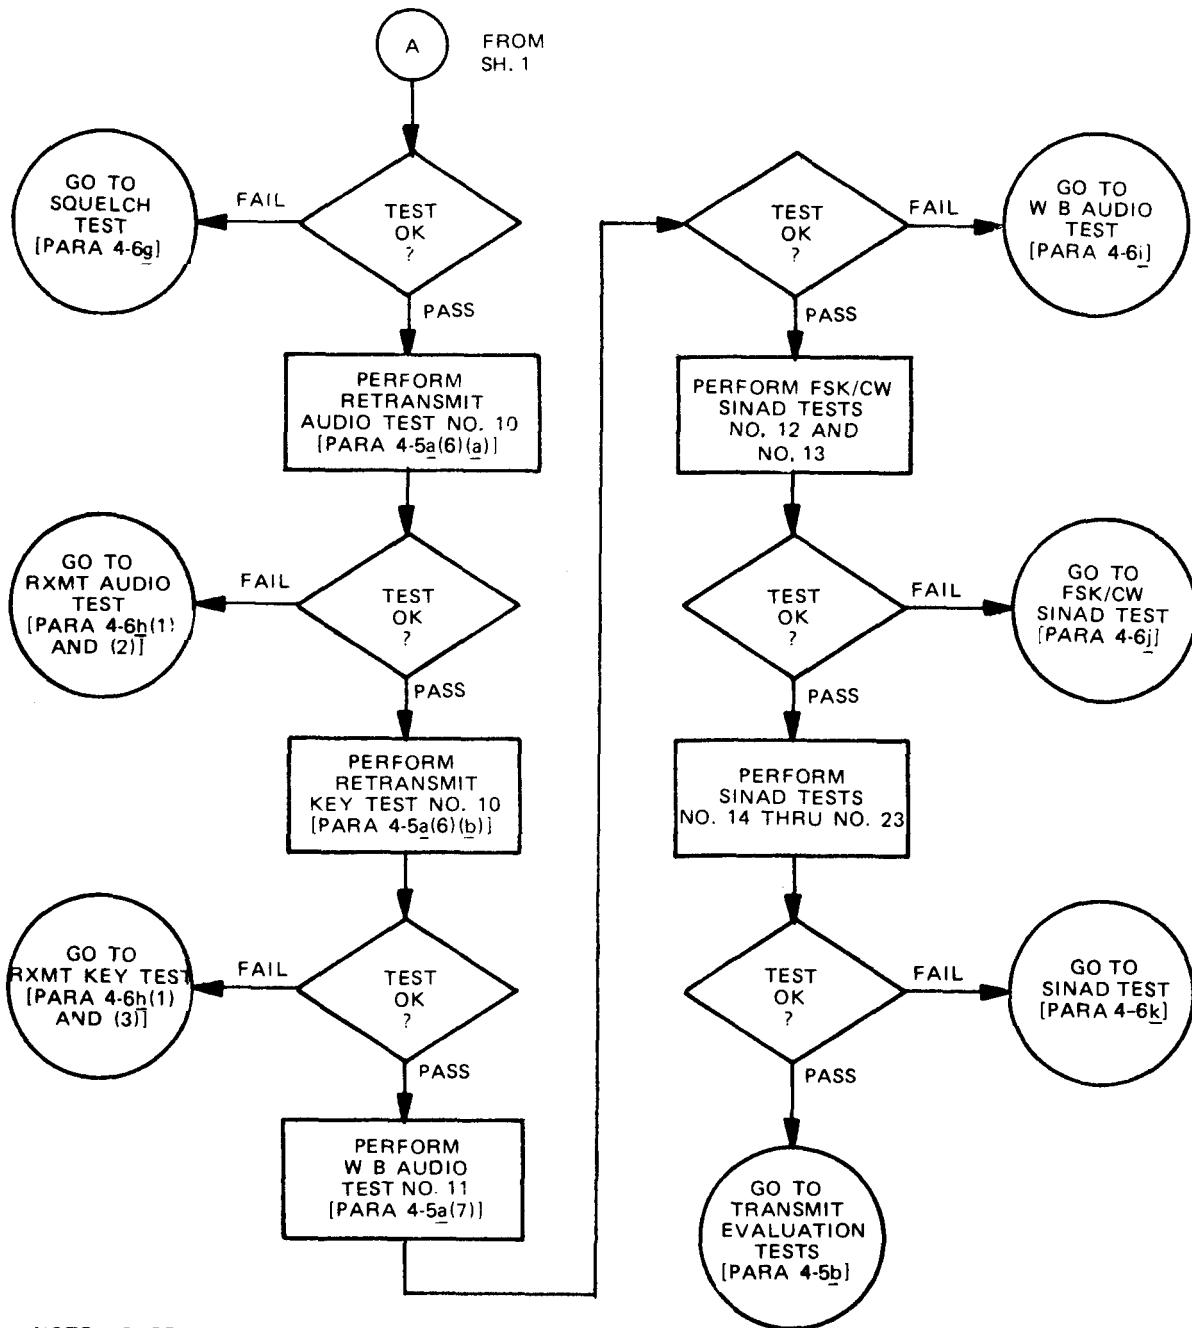 A
FROM
SH. 1
TEST
OK
?
FAIL
GO TO
SQUELCH
TEST
[PARA 4-6g]
PASS
PERFORM
RETRANSMIT
AUDIO TEST NO. 10
[PARA 4-5a(6)(a)]
TEST
OK
?
FAIL
GO TO
RXMT AUDIO
TEST
[PARA 4-6h(1)
AND (2)]
PASS
PERFORM
RETRANSMIT
KEY TEST NO. 10
[PARA 4-5a(6)(b)]
TEST
OK
?
FAIL
GO TO
RXMT KEY TEST
[PARA 4-6h(1)
AND (3)]
PASS
PERFORM
W B AUDIO
TEST NO. 11
[PARA 4-5a(7)]
TEST
OK
?
FAIL
GO TO
W B AUDIO
TEST
[PARA 4-6i]
PASS
PERFORM FSK/CW
SINAD TESTS
NO. 12 AND
NO. 13
TEST
OK
?
FAIL
GO TO
FSK/CW
SINAD TEST
[PARA 4-6j]
PASS
PERFORM
SINAD TESTS
NO. 14 THRU NO. 23
TEST
OK
?
FAIL
GO TO
SINAD TEST
[PARA 4-6k]
PASS
GO TO
TRANSMIT
EVALUATION
TESTS
[PARA 4-5b]